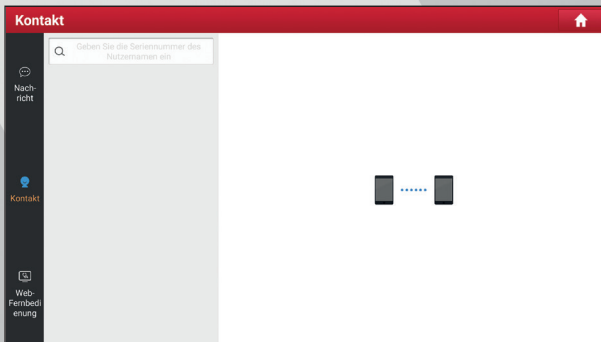 Kontakt
Geben Sie die Seriennummer des
Nutzernamen ein
Nach-
richt
Kontakt
Web-
Fernbedi
enung